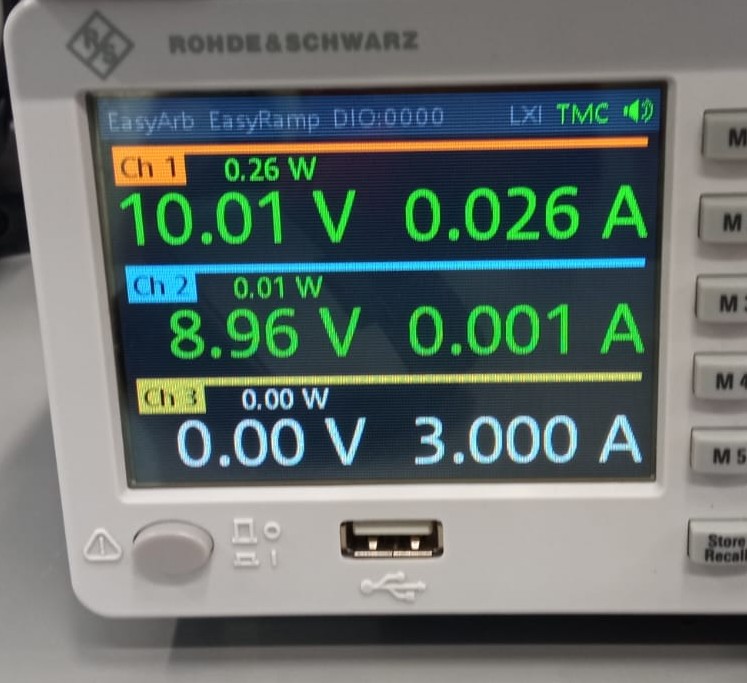 ROHDE&SCHWARZ
EasyArb EasyRamp DIO:0000 LXI TMC
Ch 1 0.26 W
10.01 V 0.026 A
Ch 2 0.01 W
8.96 V 0.001 A
Ch 3 0.00 W
0.00 V 3.000 A
M
M
M
M 4
M 5
Store
Recall